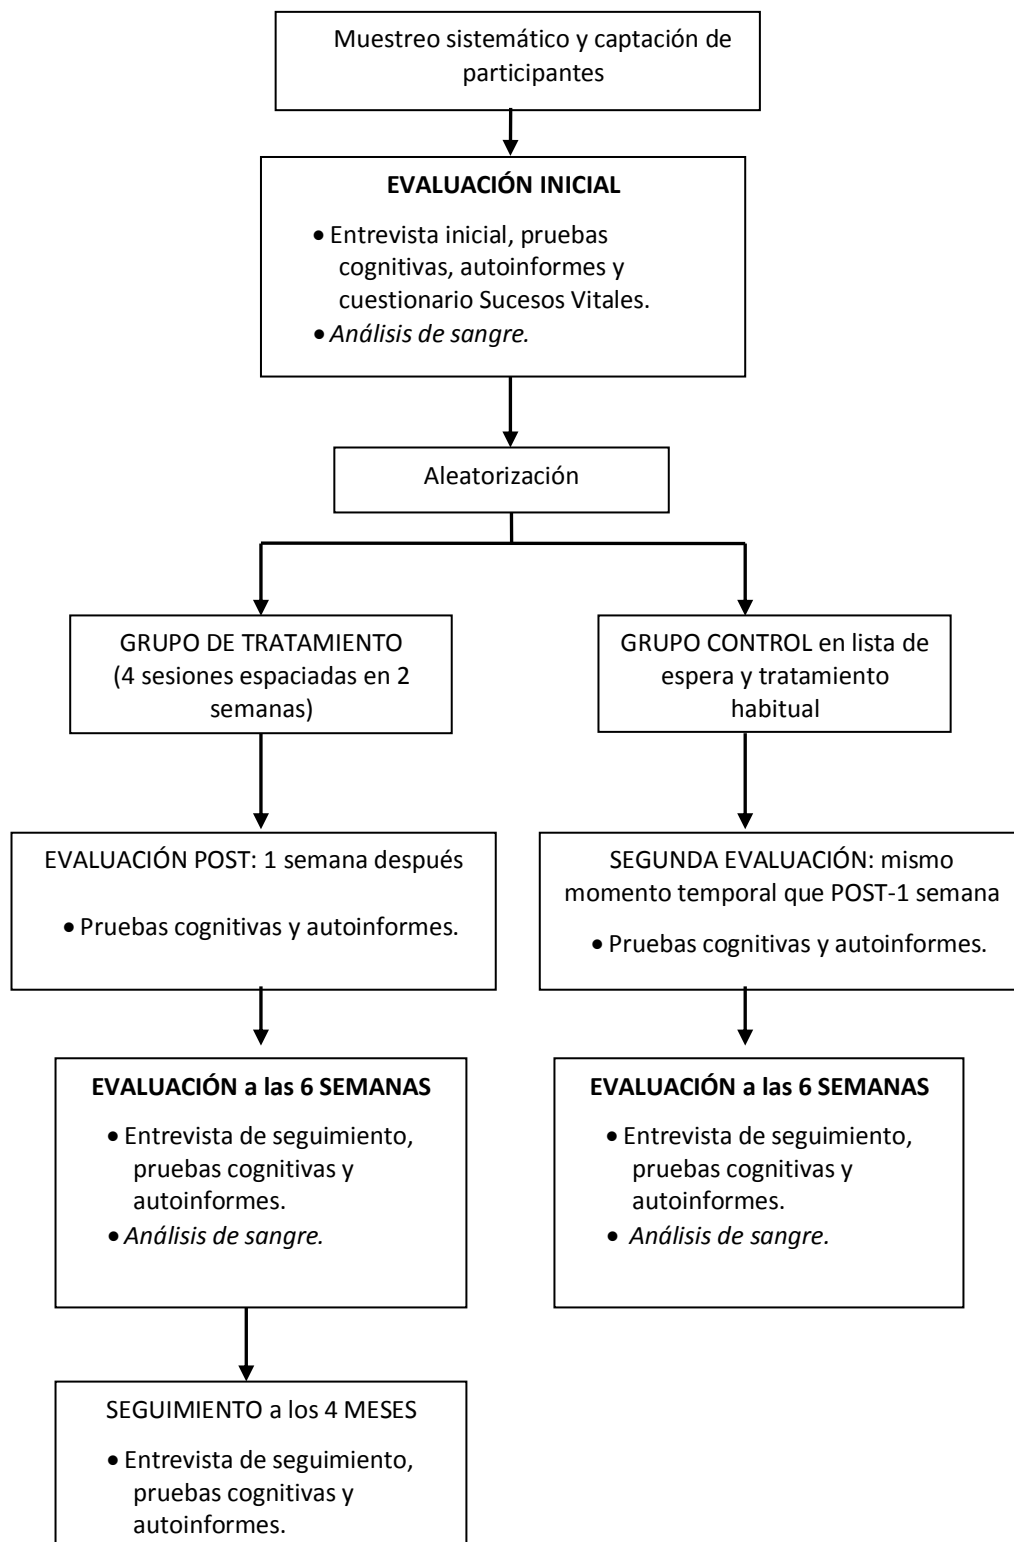 Muestreo sistemático y captación de
participantes
EVALUACIÓN INICIAL
• Entrevista inicial, pruebas
cognitivas, autoinformes y
cuestionario Sucesos Vitales.
• Análisis de sangre.
Aleatorización
GRUPO DE TRATAMIENTO
(4 sesiones espaciadas en 2
semanas)
GRUPO CONTROL en lista de
espera y tratamiento
habitual
EVALUACIÓN POST: 1 semana después
• Pruebas cognitivas y autoinformes.
SEGUNDA EVALUACIÓN: mismo
momento temporal que POST-1 semana
• Pruebas cognitivas y autoinformes.
EVALUACIÓN a las 6 SEMANAS
• Entrevista de seguimiento,
pruebas cognitivas y
autoinformes.
• Análisis de sangre.
EVALUACIÓN a las 6 SEMANAS
• Entrevista de seguimiento,
pruebas cognitivas y
autoinformes.
• Análisis de sangre.
SEGUIMIENTO a los 4 MESES
• Entrevista de seguimiento,
pruebas cognitivas y
autoinformes.